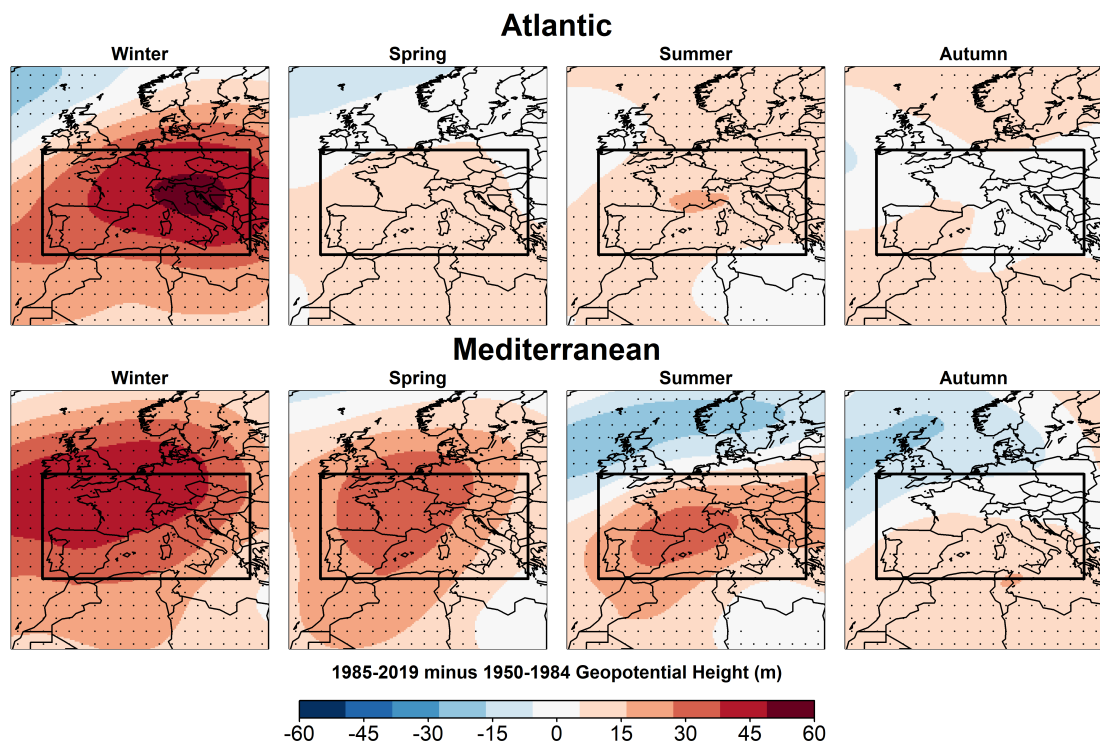 Atlantic
Winter Spring Summer Autumn
Mediterranean
Winter Spring Summer Autumn
1985-2019 minus 1950-1984 Geopotential Height (m)
-60 -45 -30 -15 0 15 30 45 60